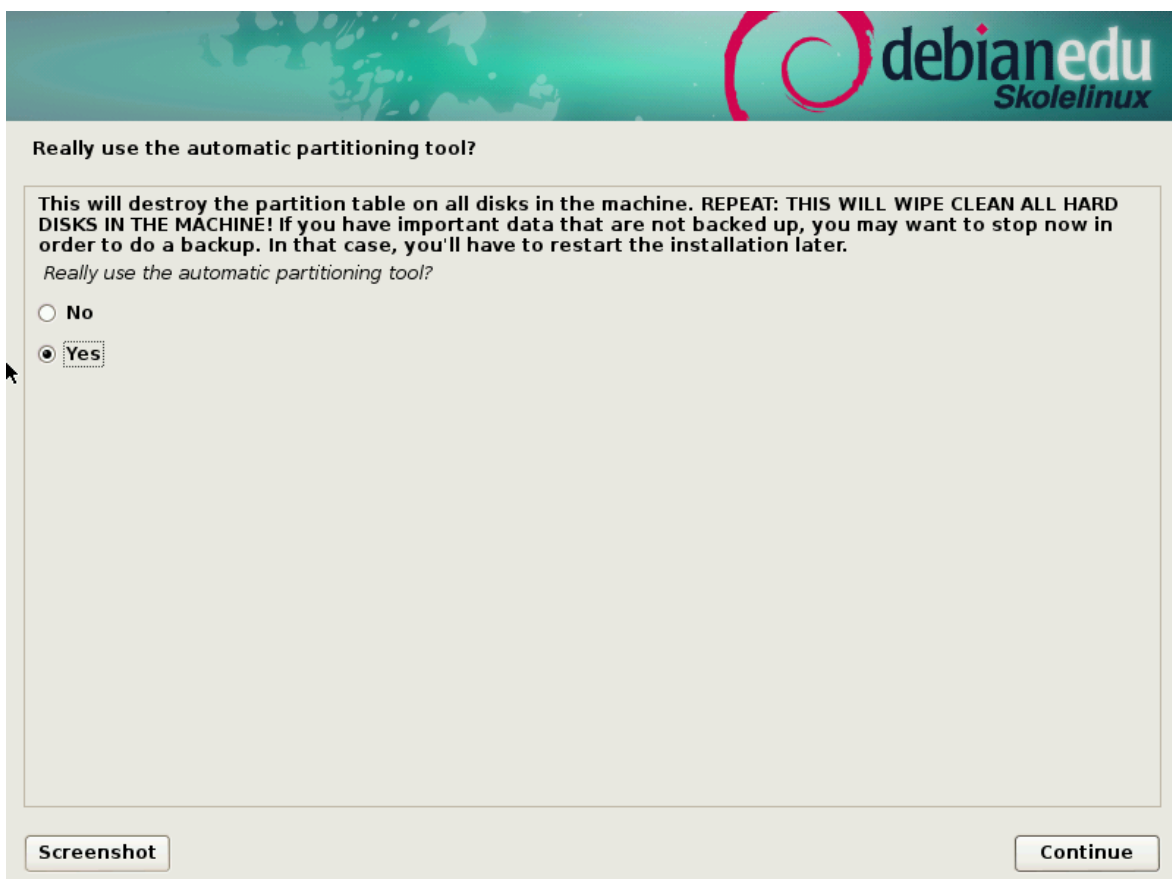 debianedu
Skolelinux
Really use the automatic partitioning tool?
This will destroy the partition table on all disks in the machine. REPEAT: THIS WILL WIPE CLEAN ALL HARD
DISKS IN THE MACHINE! If you have important data that are not backed up, you may want to stop now in
order to do a backup. In that case, you'll have to restart the installation later.
Really use the automatic partitioning tool?
No
Yes
Screenshot
Continue